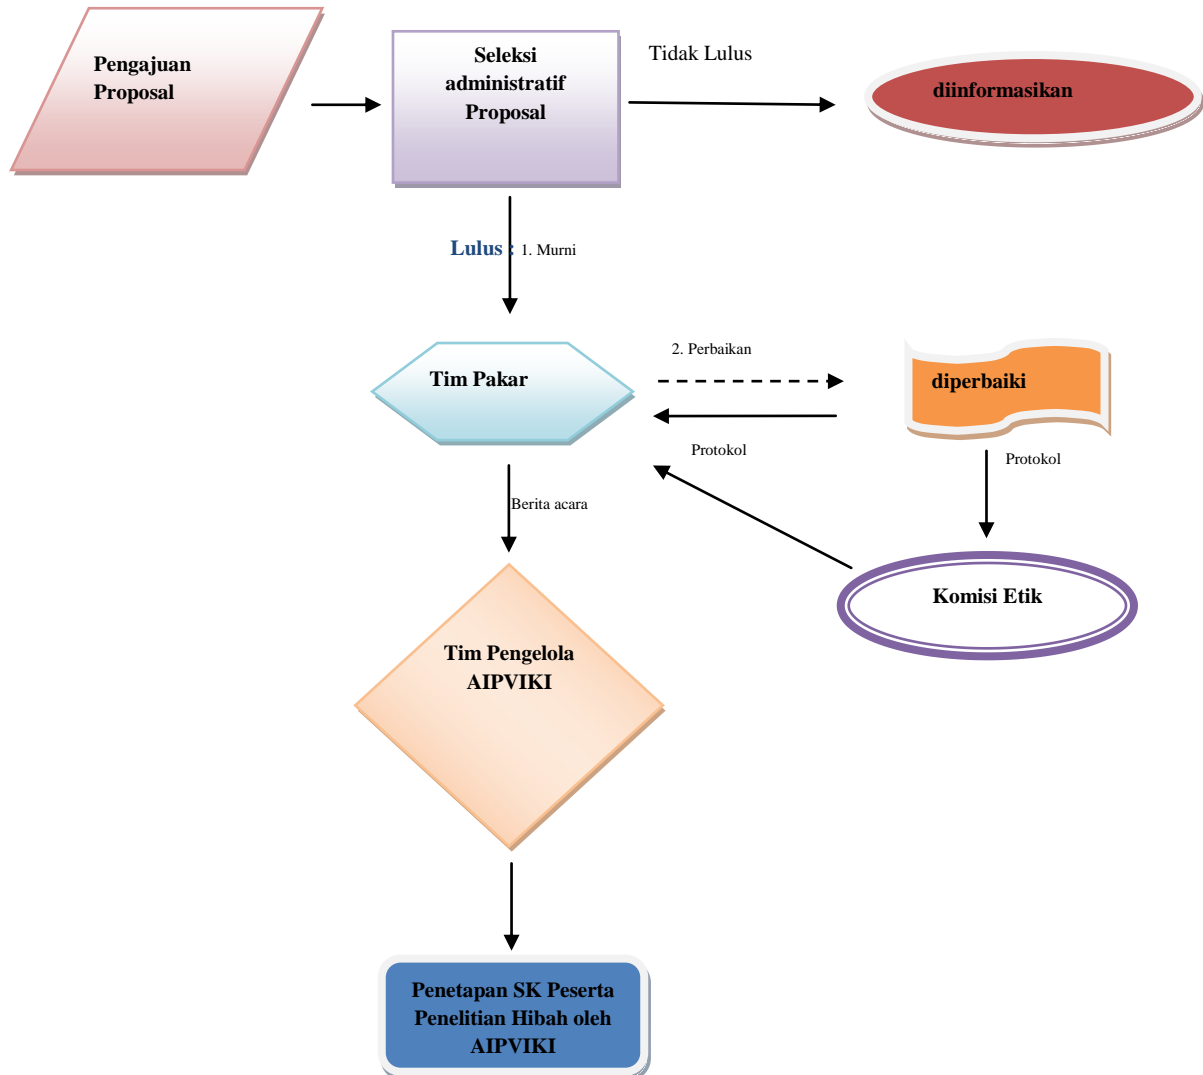 Pengajuan
Proposal
Seleksi
administratif
Proposal
Tidak Lulus
diinformasikan
Lulus : 1. Murni
Tim Pakar
2. Perbaikan
diperbaiki
Protokol
Protokol
Berita acara
Komisi Etik
Tim Pengelola
AIPVIKI
Penetapan SK Peserta
Penelitian Hibah oleh
AIPVIKI